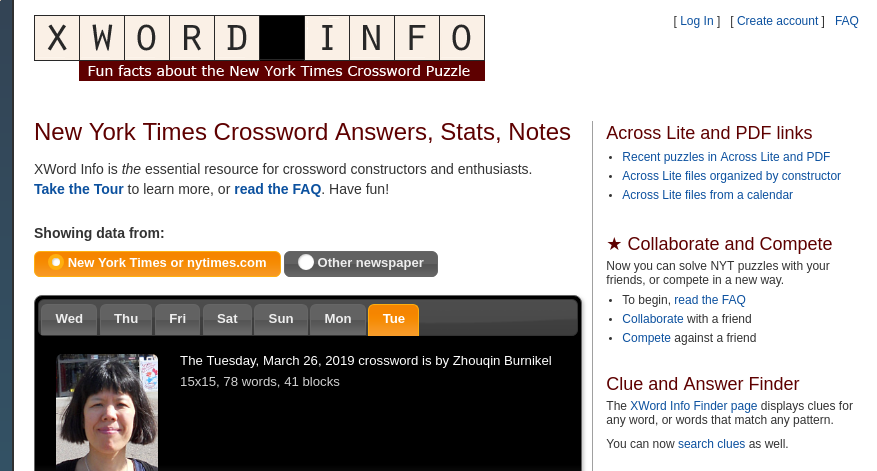 XWORD INFO
Fun facts about the New York Times Crossword Puzzle
[ Log In ] [ Create account ] FAQ
New York Times Crossword Answers, Stats, Notes
XWord Info is the essential resource for crossword constructors and enthusiasts.
Take the Tour to learn more, or read the FAQ. Have fun!
Showing data from:
New York Times or nytimes.com Other newspaper
Wed Thu Fri Sat Sun Mon Tue
The Tuesday, March 26, 2019 crossword is by Zhouqin Burnikel
15x15, 78 words, 41 blocks
Across Lite and PDF links
• Recent puzzles in Across Lite and PDF
• Across Lite files organized by constructor
• Across Lite files from a calendar
★ Collaborate and Compete
Now you can solve NYT puzzles with your
friends, or compete in a new way.
• To begin, read the FAQ
• Collaborate with a friend
• Compete against a friend
Clue and Answer Finder
The XWord Info Finder page displays clues for
any word, or words that match any pattern.
You can now search clues as well.